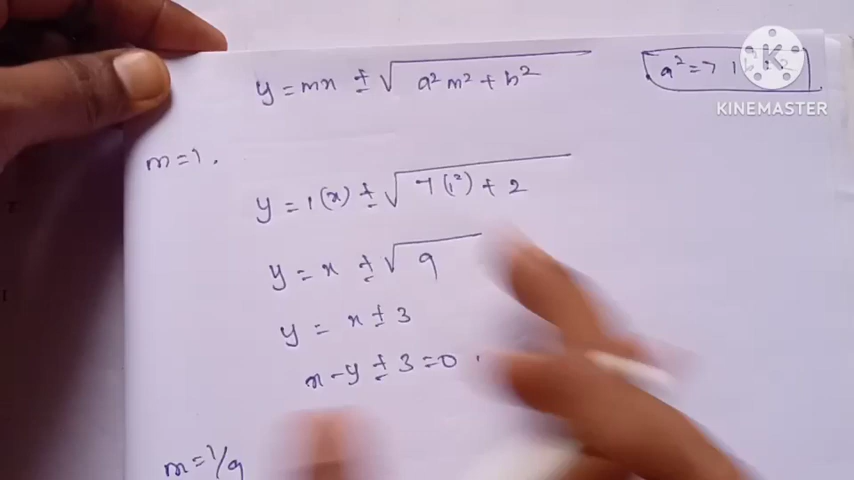 y = mx ± √a²m² + b²
a² = 7
KINEMASTER
m = 1.
y = 1(x) ± √7(1²) + 2
y = x ± √9
y = x ± 3
x - y ± 3 = 0.
m = 1/9